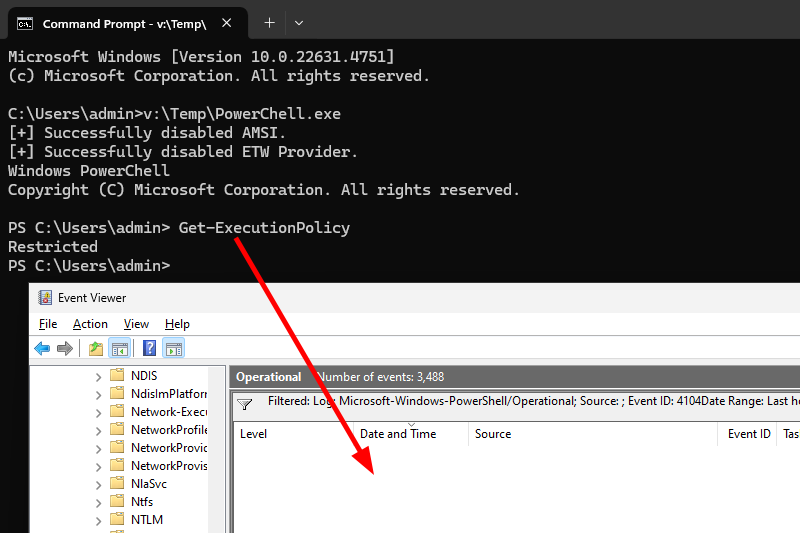 Command Prompt - v:\Temp\
Microsoft Windows [Version 10.0.22631.4751]
(c) Microsoft Corporation. All rights reserved.
C:\Users\admin>v:\Temp\PowerChell.exe
[+] Successfully disabled AMSI.
[+] Successfully disabled ETW Provider.
Windows PowerChell
Copyright (C) Microsoft Corporation. All rights reserved.
PS C:\Users\admin> Get-ExecutionPolicy
Restricted
PS C:\Users\admin>
Event Viewer
File Action View Help
Operational Number of events: 3,488
Filtered: Log: Microsoft-Windows-PowerShell/Operational; Source: ; Event ID: 4104Date Range: Last ho
Level Date and Time Source Event ID Tas
NDIS
NdisImPlatforr
Network-Execu
NetworkProfile
NetworkProvic
NetworkProvis
NlaSvc
Ntfs
NTLM